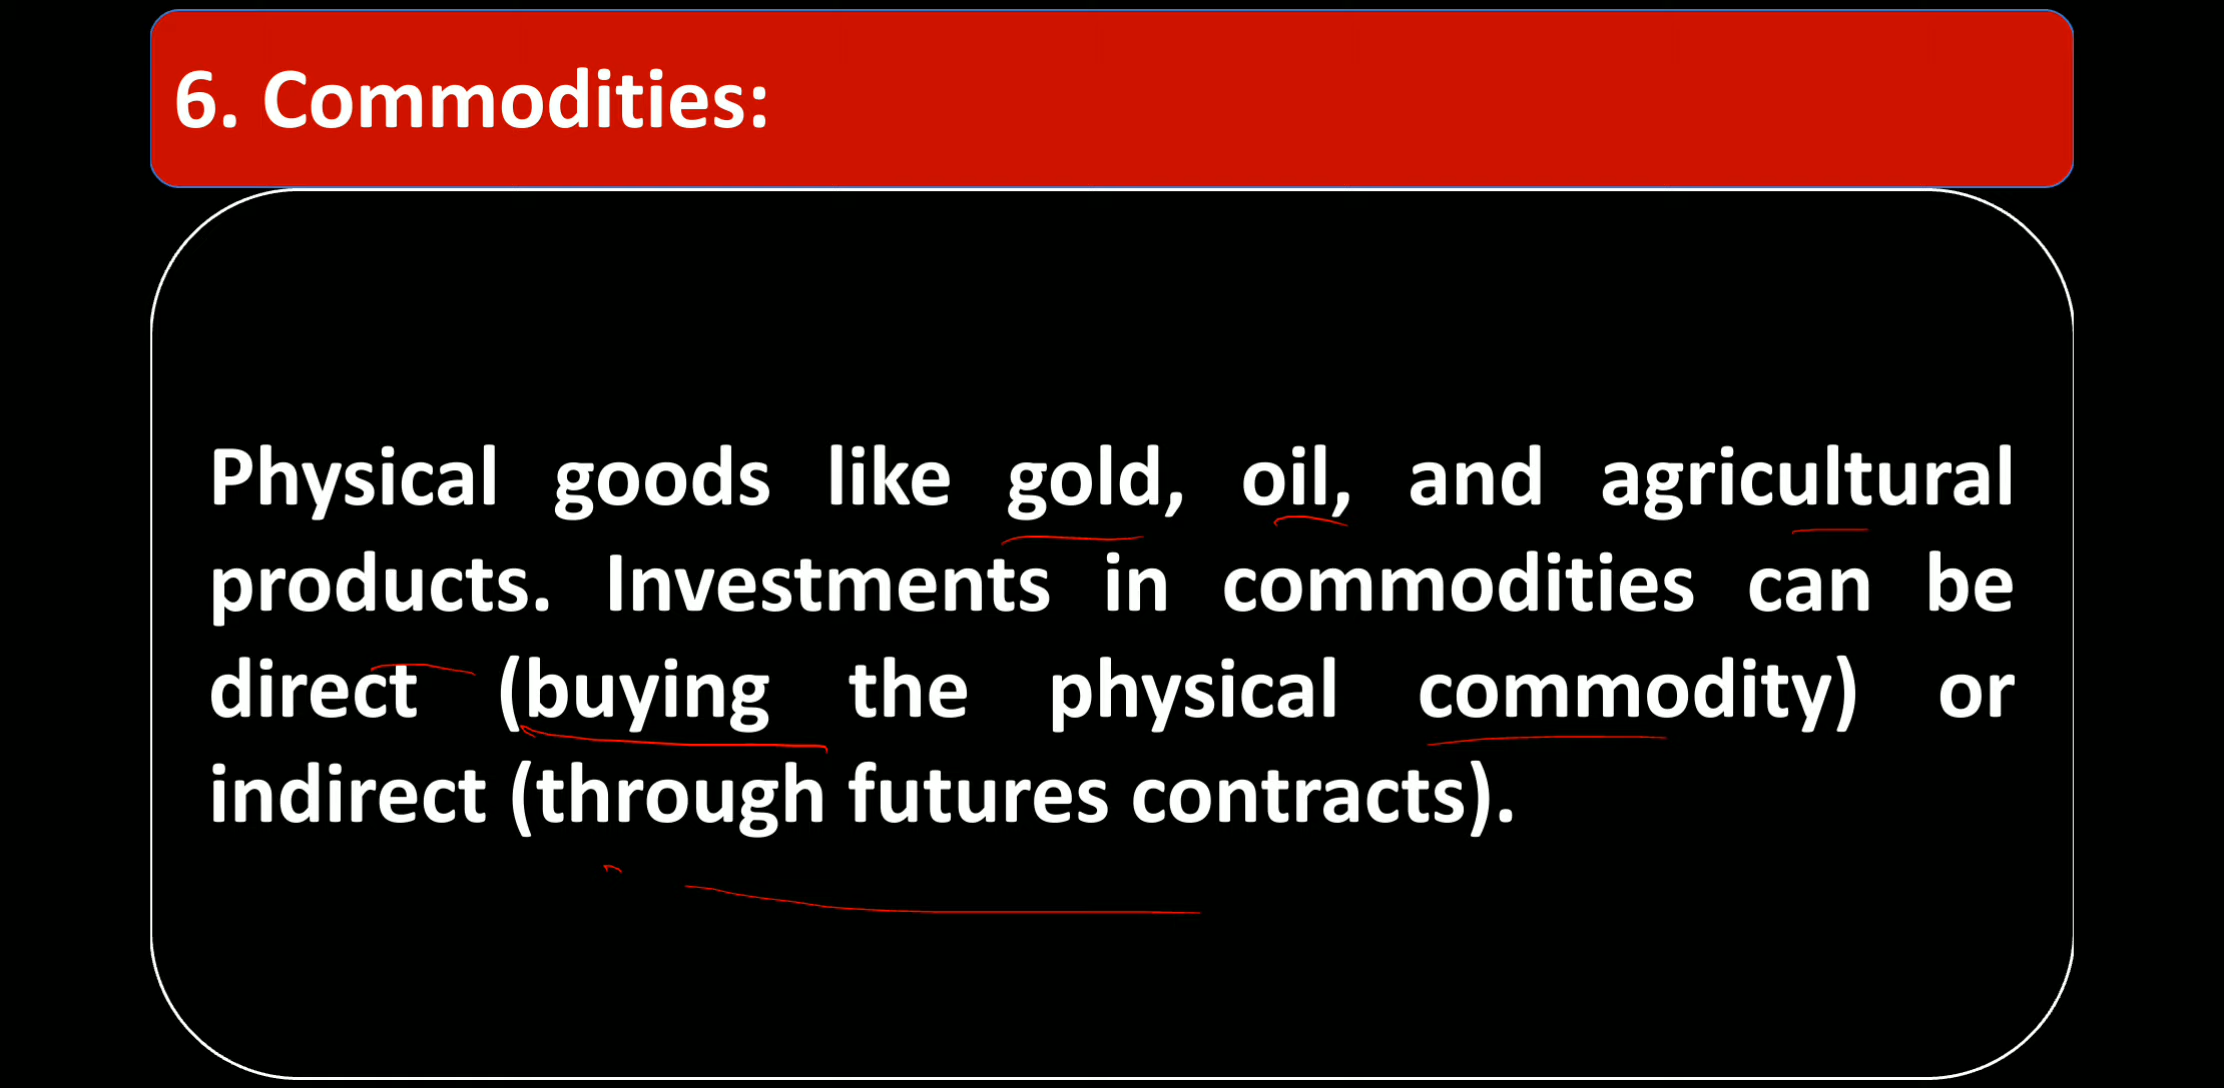 6. Commodities:
Physical goods like gold, oil, and agricultural
products. Investments in commodities can be
direct (buying the physical commodity) or
indirect (through futures contracts).